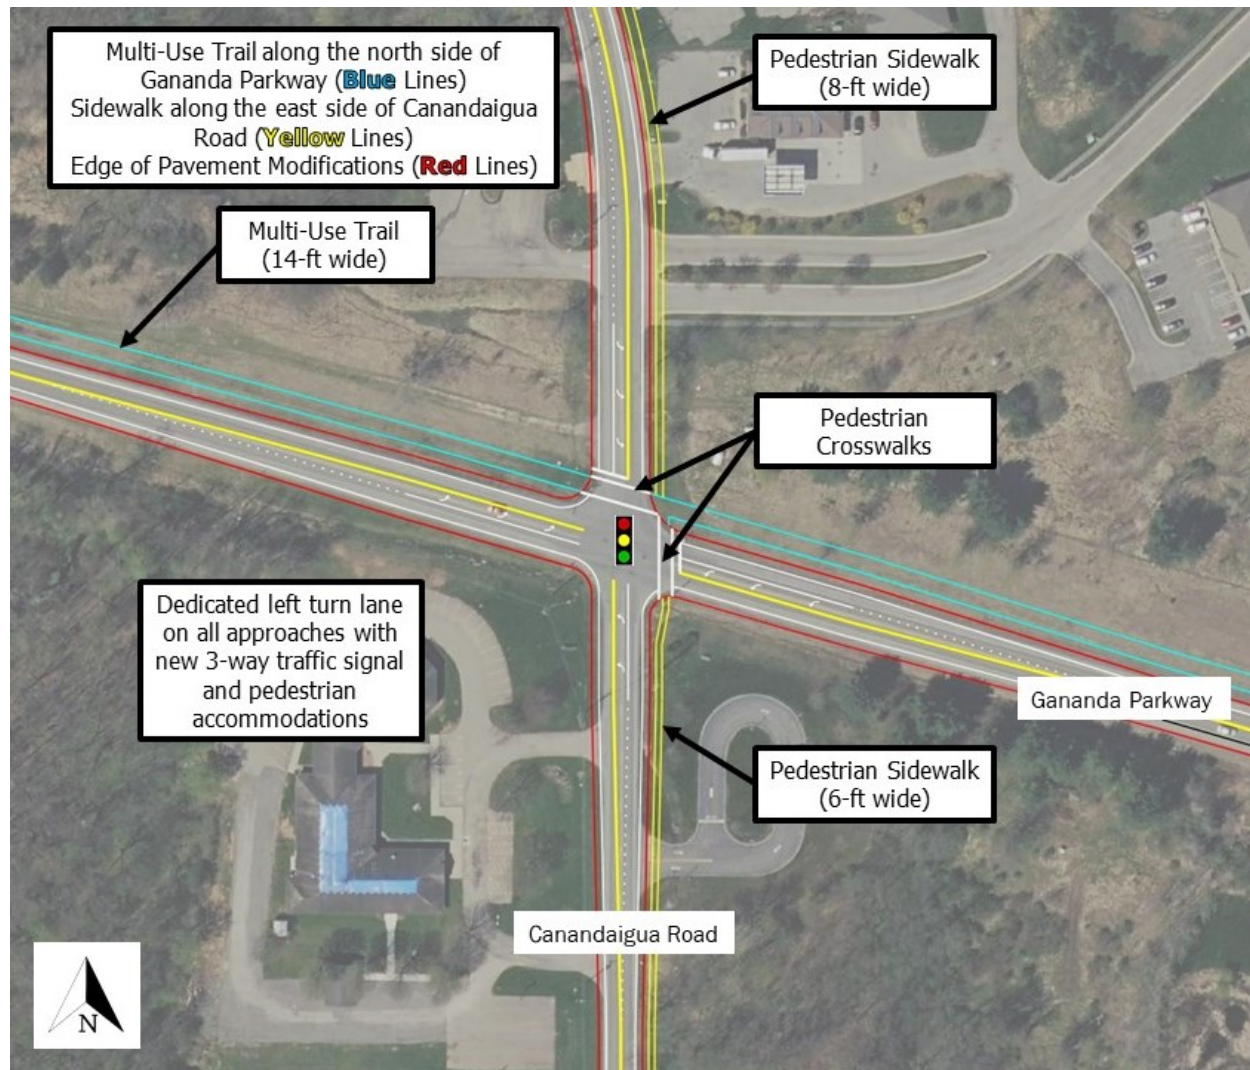 Multi-Use Trail along the north side of
Gananda Parkway (Blue Lines)
Sidewalk along the east side of Canandaigua
Road (Yellow Lines)
Edge of Pavement Modifications (Red Lines)
Pedestrian Sidewalk
(8-ft wide)
Multi-Use Trail
(14-ft wide)
Pedestrian
Crosswalks
Dedicated left turn lane
on all approaches with
new 3-way traffic signal
and pedestrian
accommodations
Gananda Parkway
Pedestrian Sidewalk
(6-ft wide)
Canandaigua Road
N